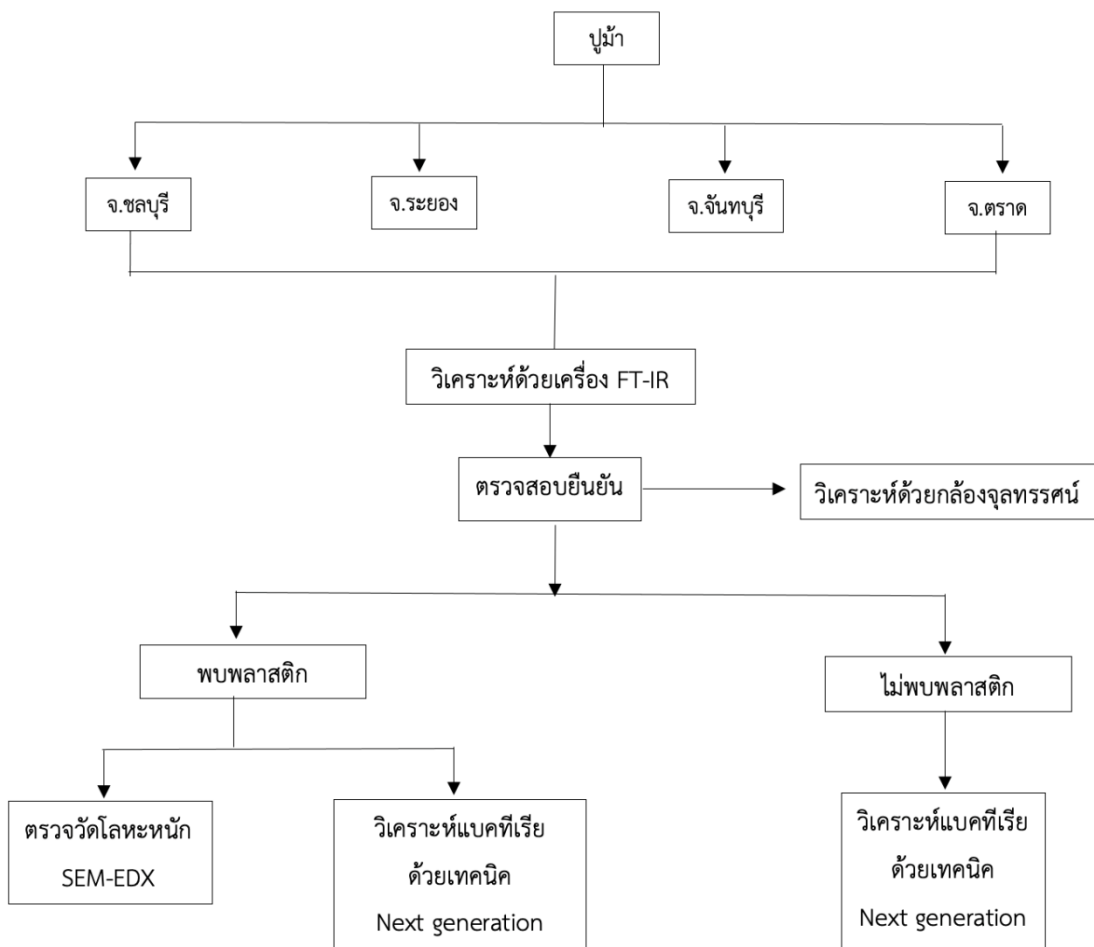 ปูม้า
จ.ชลบุรี
จ.ระยอง
จ.จันทบุรี
จ.ตราด
วิเคราะห์ด้วยเครื่อง FT-IR
ตรวจสอบยืนยัน
วิเคราะห์ด้วยกล้องจุลทรรศน์
พบพลาสติก
ไม่พบพลาสติก
ตรวจวัดโลหะหนัก
SEM-EDX
วิเคราะห์แบคทีเรีย
ด้วยเทคนิค
Next generation
วิเคราะห์แบคทีเรีย
ด้วยเทคนิค
Next generation